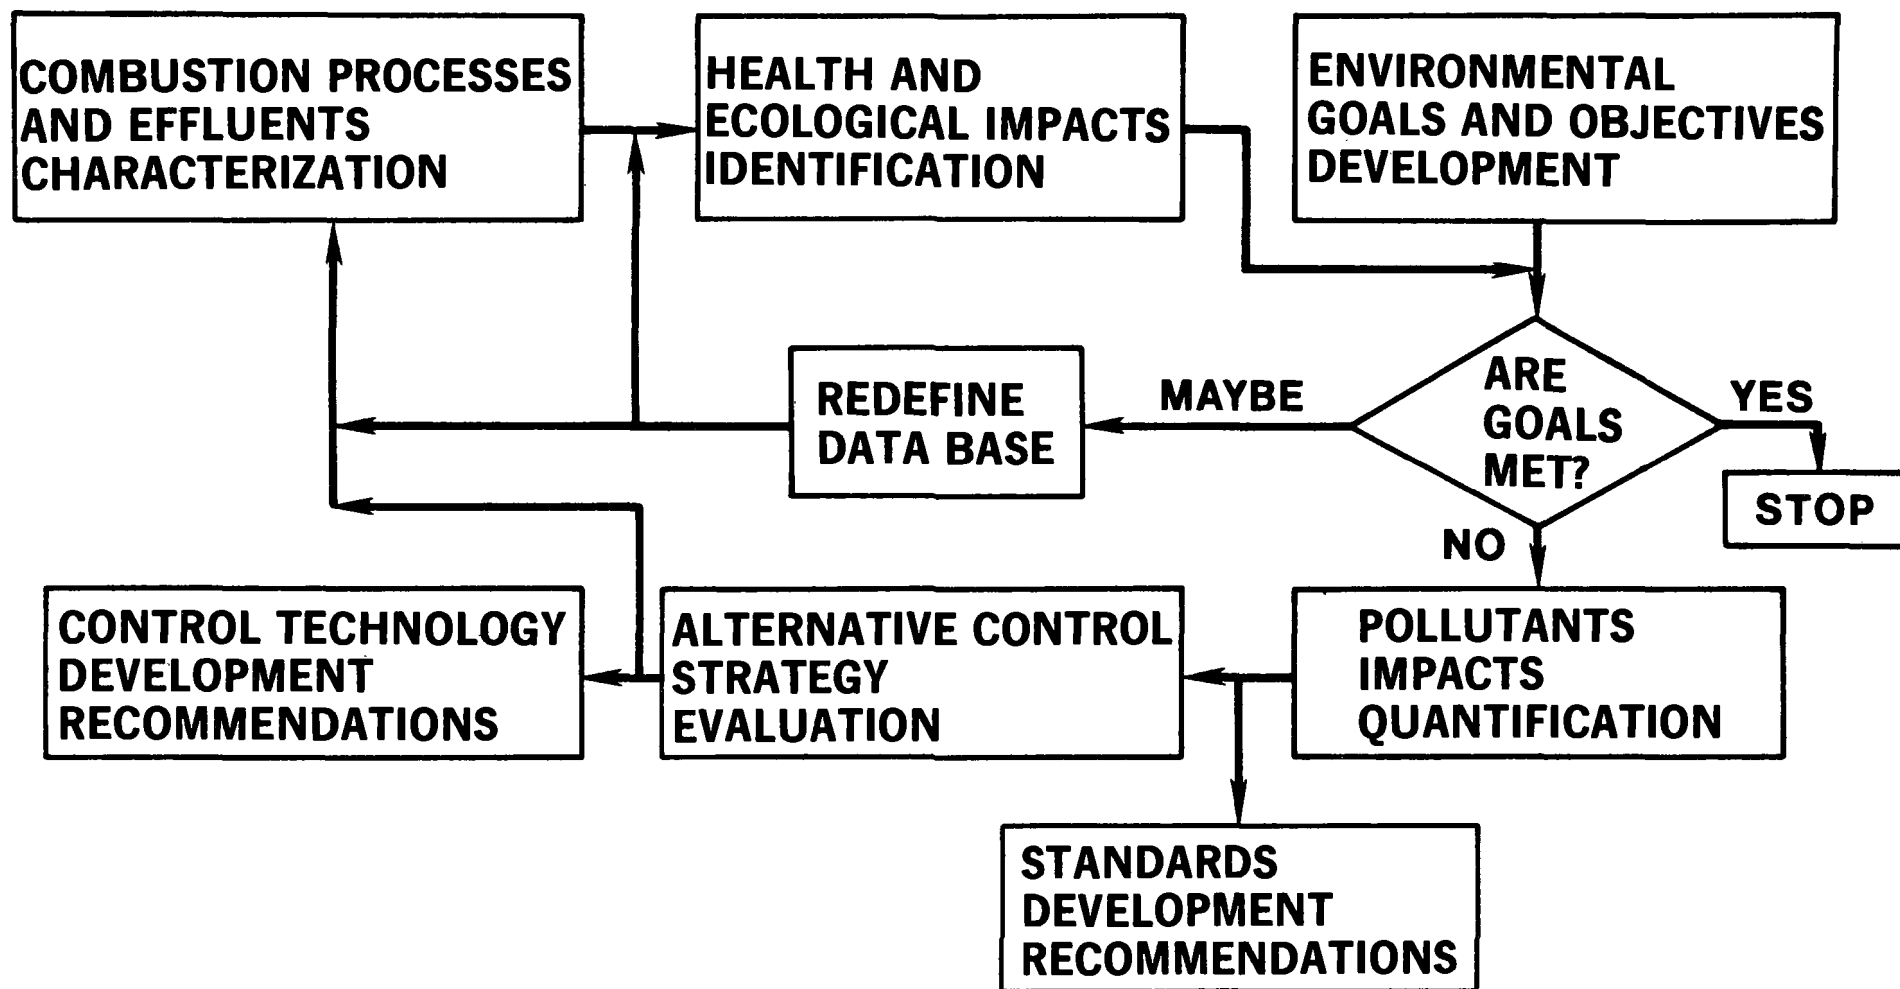 COMBUSTION PROCESSES
AND EFFLUENTS
CHARACTERIZATION
HEALTH AND
ECOLOGICAL IMPACTS
IDENTIFICATION
ENVIRONMENTAL
GOALS AND OBJECTIVES
DEVELOPMENT
REDEFINE
DATA BASE
MAYBE
ARE
GOALS
MET?
YES
STOP
NO
CONTROL TECHNOLOGY
DEVELOPMENT
RECOMMENDATIONS
ALTERNATIVE CONTROL
STRATEGY
EVALUATION
POLLUTANTS
IMPACTS
QUANTIFICATION
STANDARDS
DEVELOPMENT
RECOMMENDATIONS